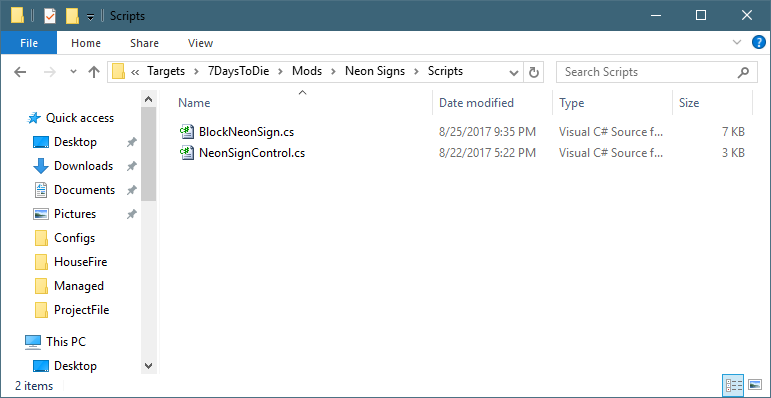 Scripts
File Home Share View
« Targets > 7DaysToDie > Mods > Neon Signs > Scripts Search Scripts
Name Date modified Type Size
Quick access
Desktop
Downloads
Documents
Pictures
Configs
HouseFire
Managed
ProjectFile
This PC
Desktop
BlockNeonSign.cs 8/25/2017 9:35 PM Visual C# Source f... 7 KB
NeonSignControl.cs 8/22/2017 5:22 PM Visual C# Source f... 3 KB
2 items